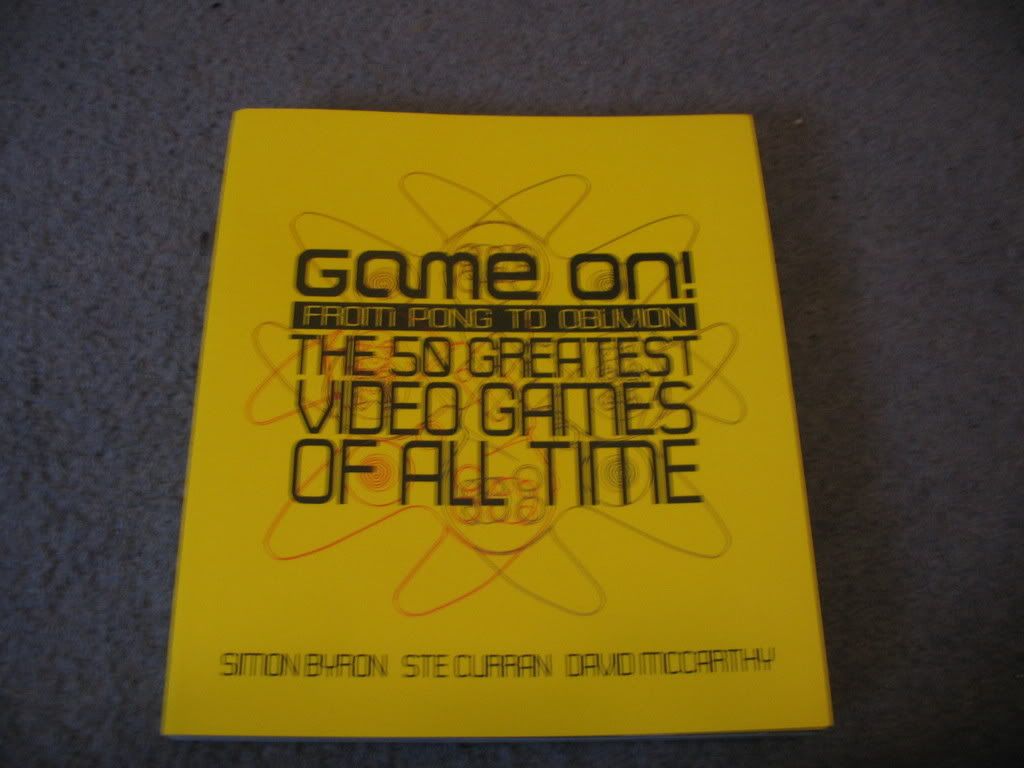 Game on!
FROM PONG TO OBLIVION
THE 50 GREATEST
VIDEO GAMES
OF ALL TIME
SIMON BYRON STE CURRAN DAVID MCCARTHY